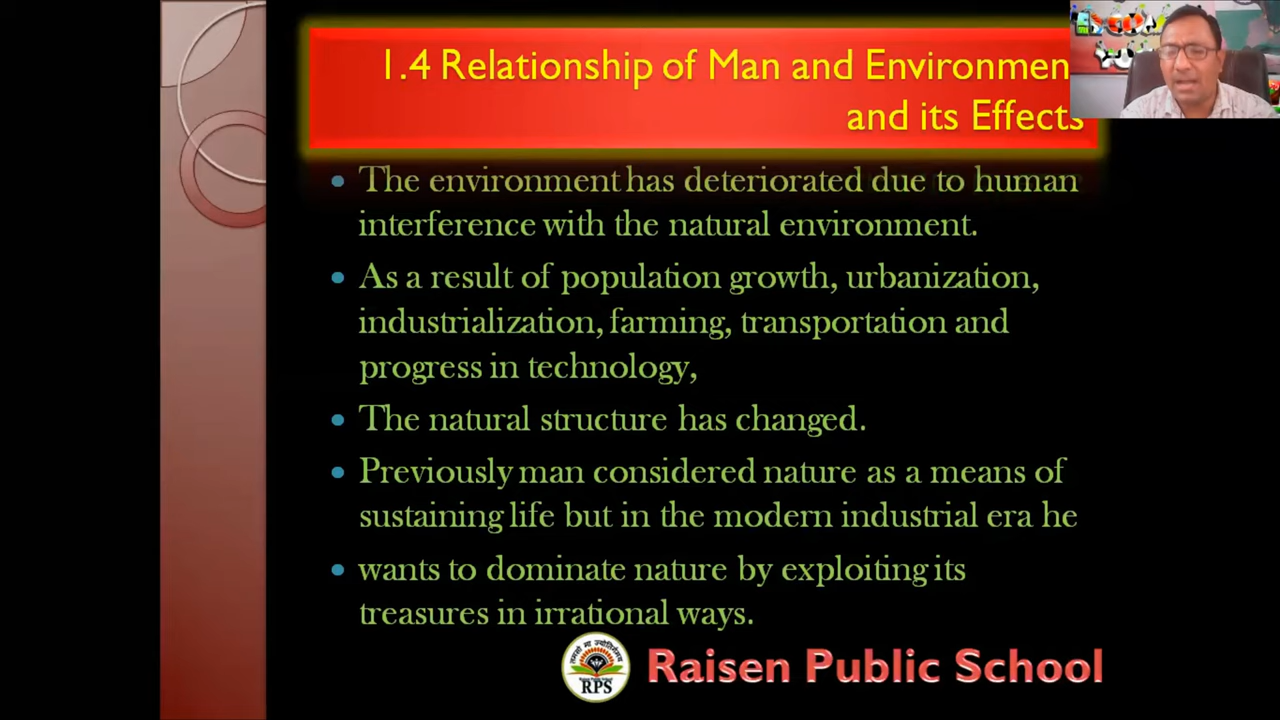 1.4 Relationship of Man and Environmen
and its Effects
The environment has deteriorated due to human
interference with the natural environment.
As a result of population growth, urbanization,
industrialization, farming, transportation and
progress in technology,
The natural structure has changed.
Previously man considered nature as a means of
sustaining life but in the modern industrial era he
wants to dominate nature by exploiting its
treasures in irrational ways.
तमसो मा ज्योतिर्गमय
RPS
Raisen Public School